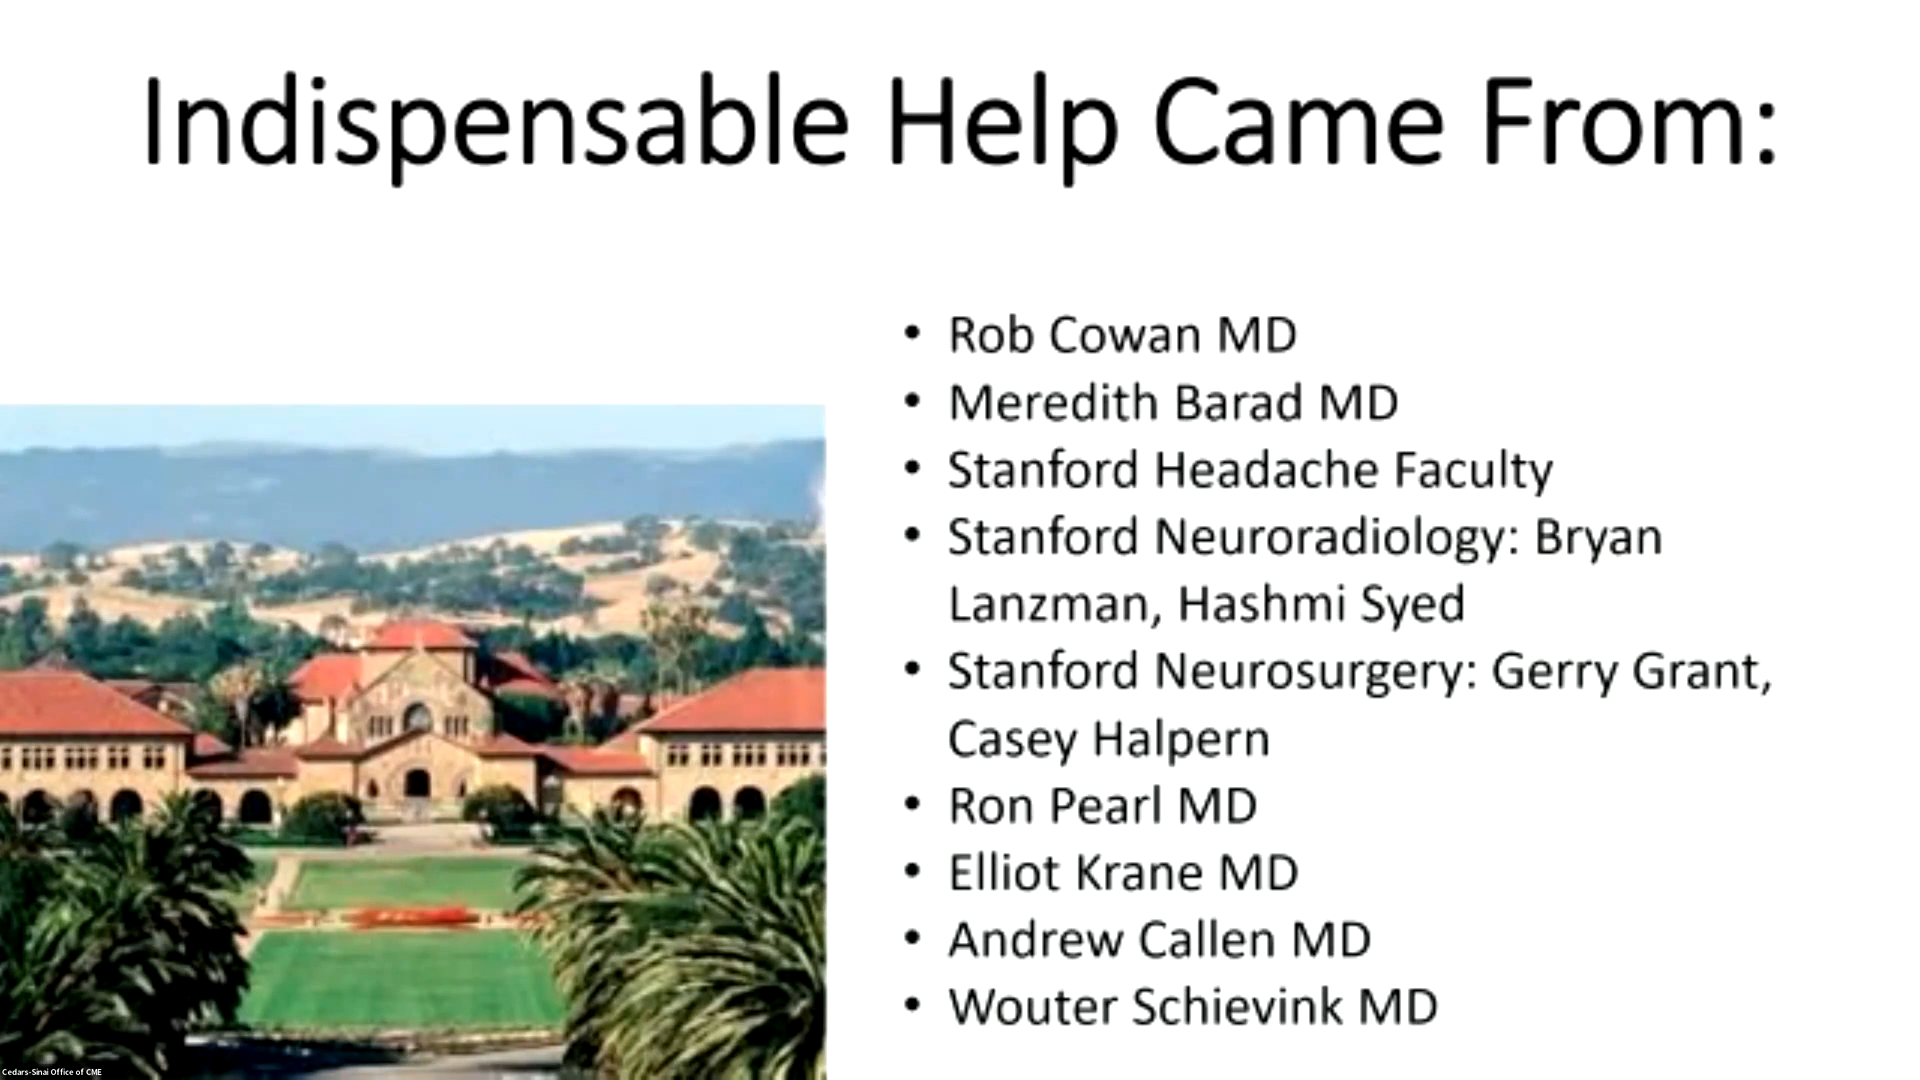 Indispensable Help Came From:
• Rob Cowan MD
• Meredith Barad MD
• Stanford Headache Faculty
• Stanford Neuroradiology: Bryan
Lanzman, Hashmi Syed
• Stanford Neurosurgery: Gerry Grant,
Casey Halpern
• Ron Pearl MD
• Elliot Krane MD
• Andrew Callen MD
• Wouter Schievink MD
Cedars-Sinai Office of CME